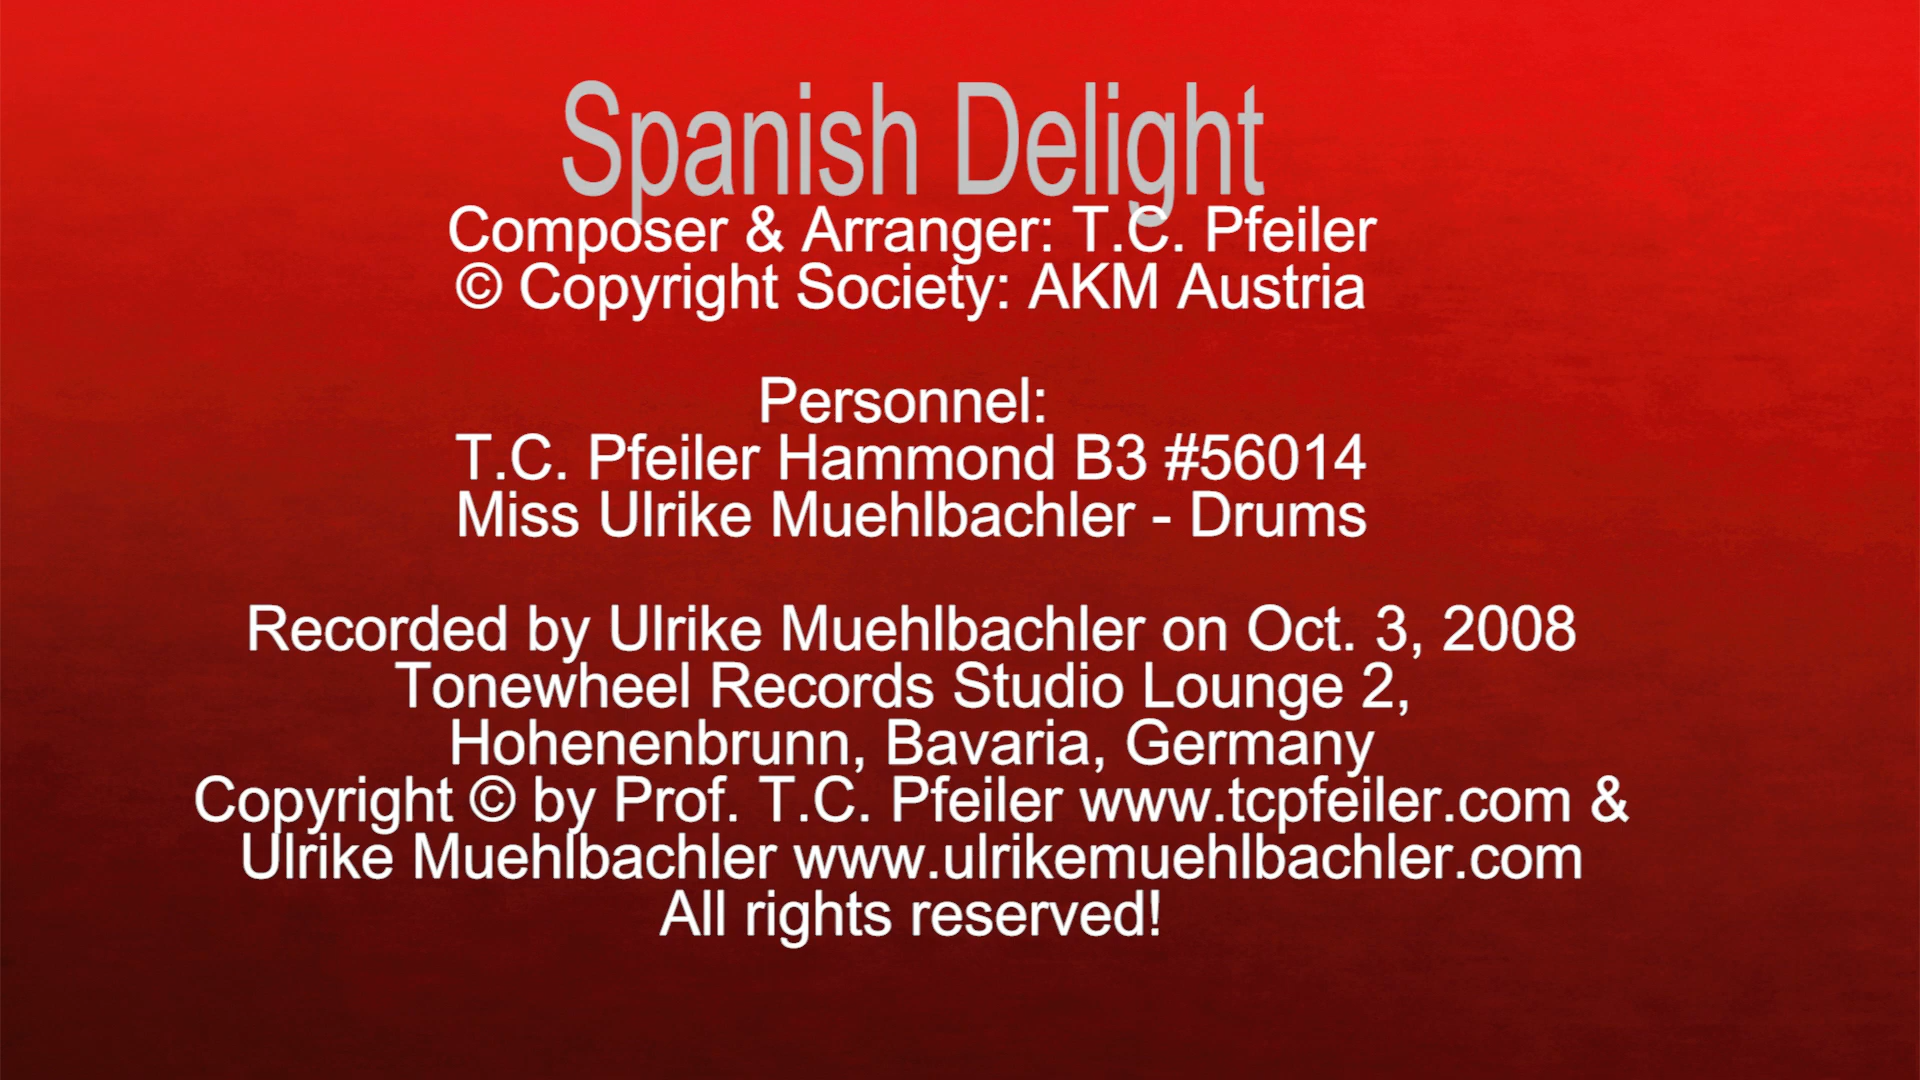 Spanish Delight
Composer & Arranger: T.C. Pfeiler
© Copyright Society: AKM Austria
Personnel:
T.C. Pfeiler Hammond B3 #56014
Miss Ulrike Muehlbachler - Drums
Recorded by Ulrike Muehlbachler on Oct. 3, 2008
Tonewheel Records Studio Lounge 2,
Hohenenbrunn, Bavaria, Germany
Copyright © by Prof. T.C. Pfeiler www.tcpfeiler.com &
Ulrike Muehlbachler www.ulrikemuehlbachler.com
All rights reserved!